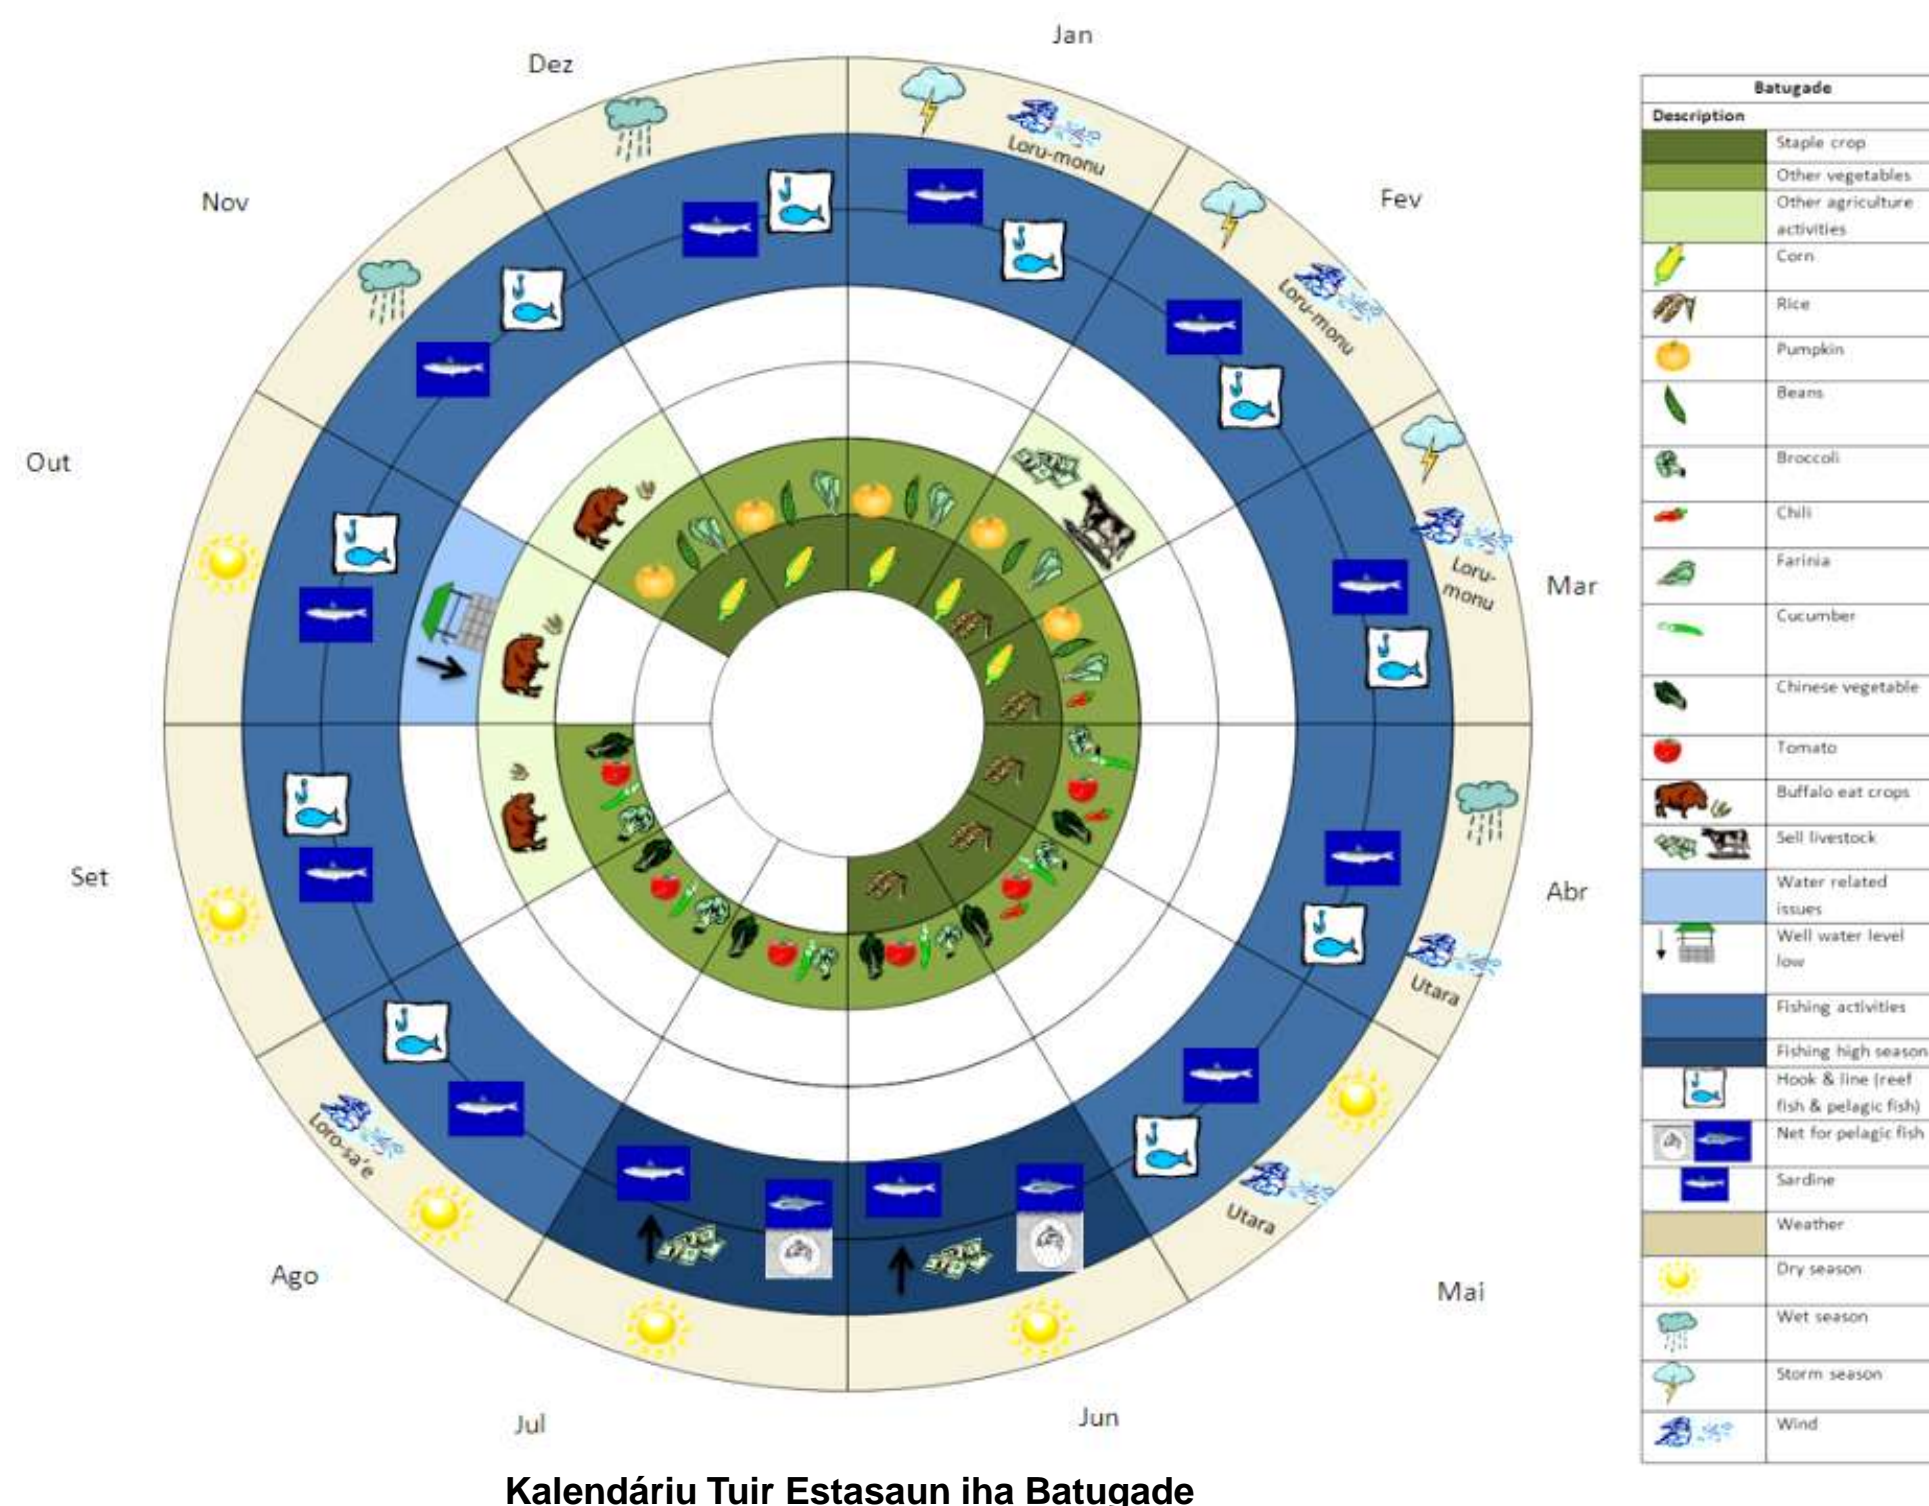 Jan
Dez
Nov
Fev
Out
Mar
Set
Abr
Ago
Mai
Jul
Jun
Loru-monu
Loru-monu
Loru-
monu
Utara
Utara
Loro-sa'e
Batugade
Description
Staple crop
Other vegetables
Other agriculture
activities
Corn
Rice
Pumpkin
Beans
Broccoli
Chili
Farinia
Cucumber
Chinese vegetable
Tomato
Buffalo eat crops
Sell livestock
Water related
issues
Well water level
low
Fishing activities
Fishing high season
Hook & line (reef
fish & pelagic fish)
Net for pelagic fish
Sardine
Weather
Dry season
Wet season
Storm season
Wind
Kalendáriu Tuir Estasaun iha Batugade